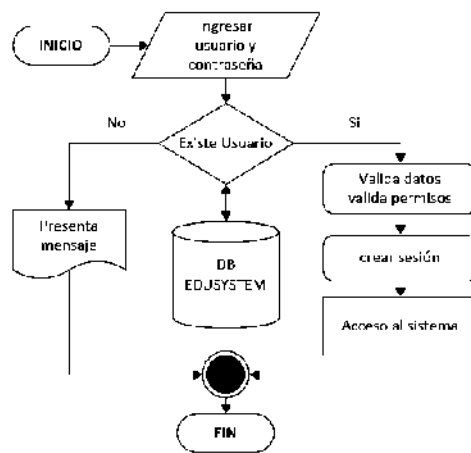 INICIO
Ingresar
usuario y
contraseña
No
Si
Existe Usuario
Valida datos
valida permisos
Presenta
mensaje
DB
EDUSYSTEM
crear sesión
Acceso al sistema
FIN